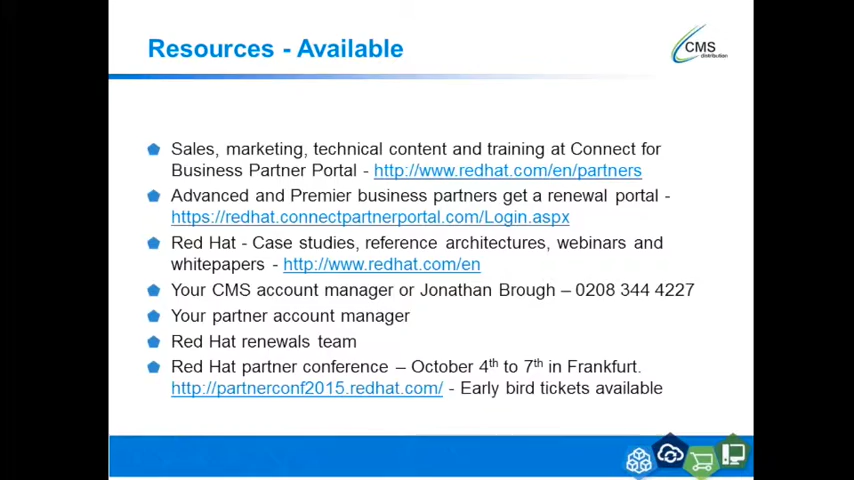 Resources - Available
CMS
distribution
Sales, marketing, technical content and training at Connect for
Business Partner Portal - http://www.redhat.com/en/partners
Advanced and Premier business partners get a renewal portal -
https://redhat.connectpartnerportal.com/Login.aspx
Red Hat - Case studies, reference architectures, webinars and
whitepapers - http://www.redhat.com/en
Your CMS account manager or Jonathan Brough – 0208 344 4227
Your partner account manager
Red Hat renewals team
Red Hat partner conference – October 4th to 7th in Frankfurt.
http://partnerconf2015.redhat.com/ - Early bird tickets available